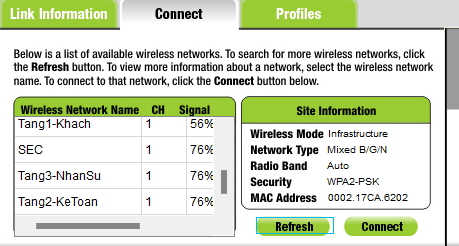 Link Information
Connect
Profiles
Below is a list of available wireless networks. To search for more wireless networks, click
the Refresh button. To view more information about a network, select the wireless network
name. To connect to that network, click the Connect button below.
Wireless Network Name CH Signal
Tang1-Khach 1 56%
SEC 1 76%
Tang3-NhanSu 1 76%
Tang2-KeToan 1 76%
Site Information
Wireless Mode Infrastructure
Network Type Mixed B/G/N
Radio Band Auto
Security WPA2-PSK
MAC Address 0002.17CA.6202
Refresh
Connect